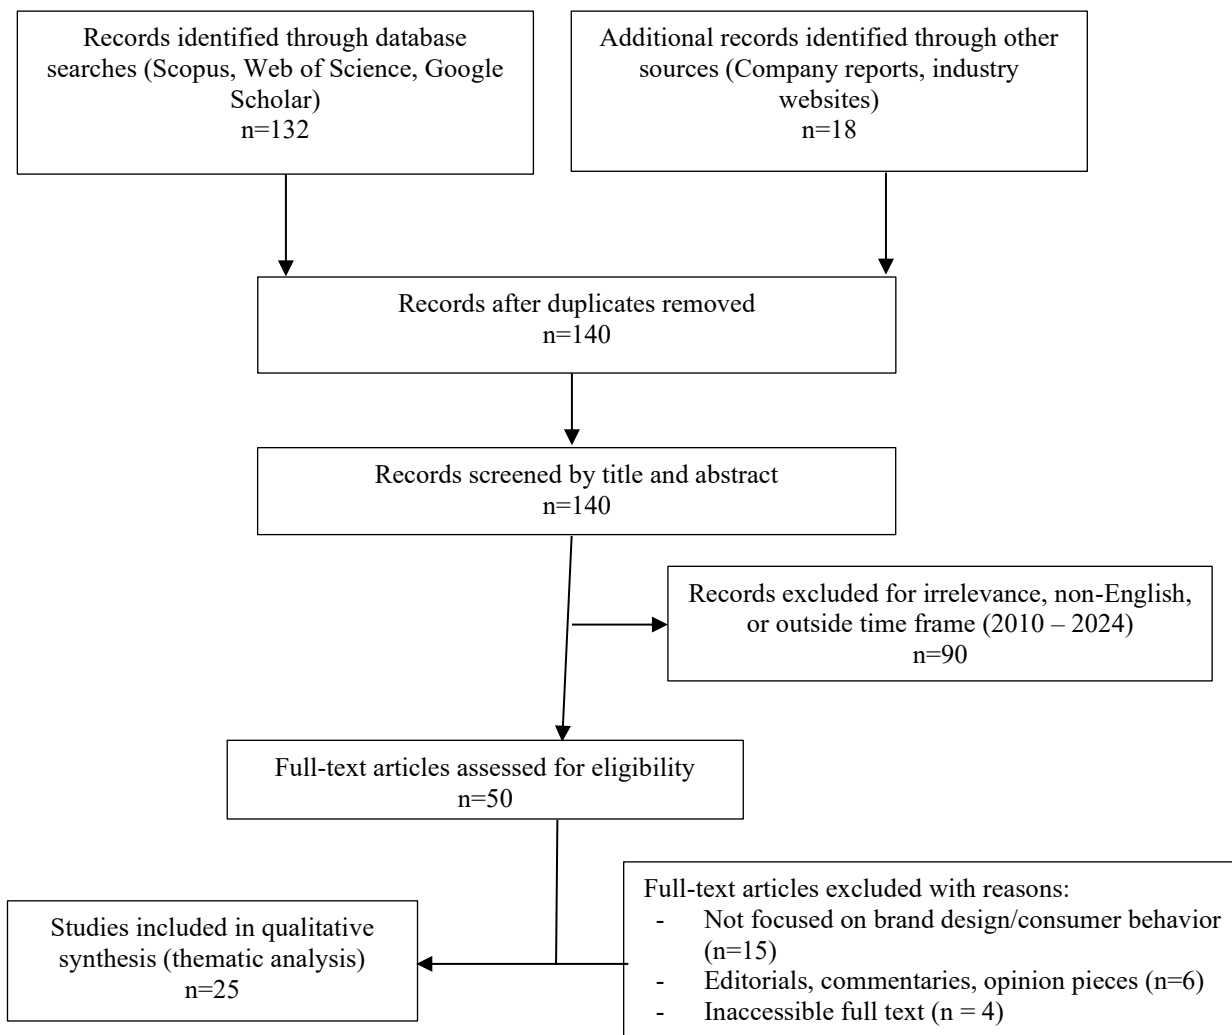 Records identified through database
searches (Scopus, Web of Science, Google
Scholar)
n=132
Additional records identified through other
sources (Company reports, industry
websites)
n=18
Records after duplicates removed
n=140
Records screened by title and abstract
n=140
Records excluded for irrelevance, non-English,
or outside time frame (2010 – 2024)
n=90
Full-text articles assessed for eligibility
n=50
Studies included in qualitative
synthesis (thematic analysis)
n=25
Full-text articles excluded with reasons:
- Not focused on brand design/consumer behavior
(n=15)
- Editorials, commentaries, opinion pieces (n=6)
- Inaccessible full text (n = 4)